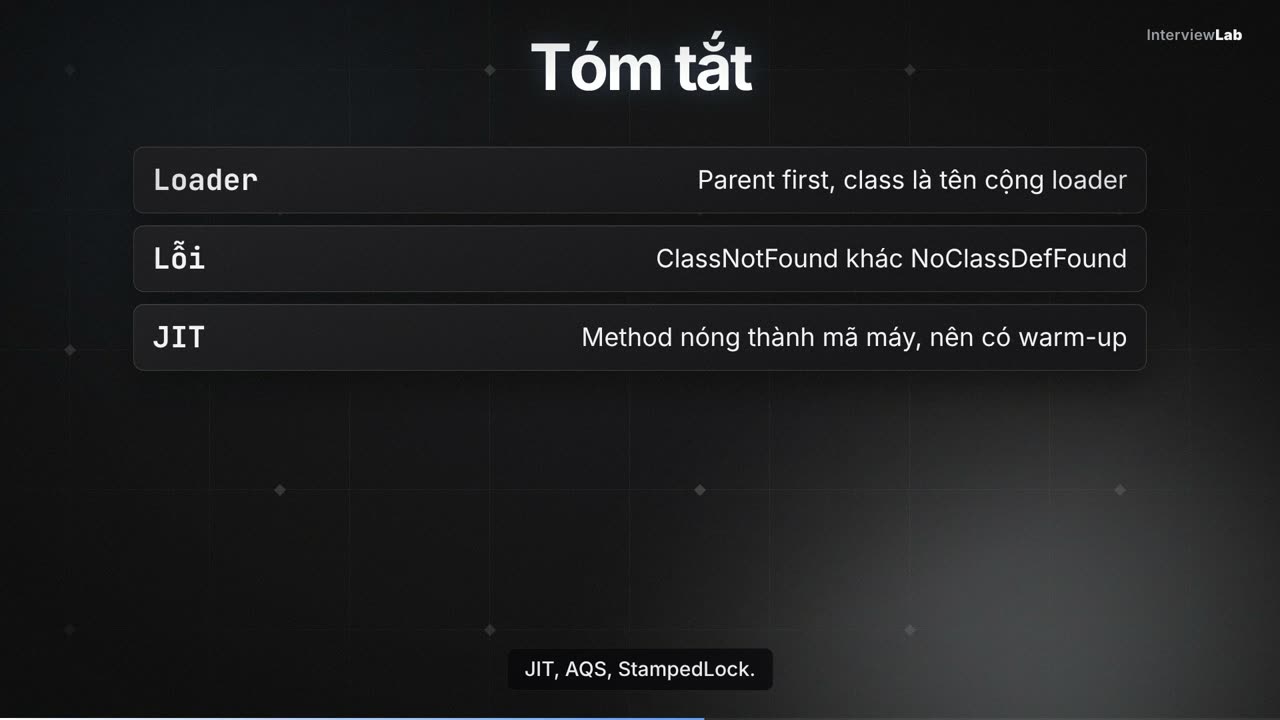 InterviewLab
Tóm tắt
Loader
Parent first, class là tên cộng loader
Lỗi
ClassNotFound khác NoClassDefFound
JIT
Method nóng thành mã máy, nên có warm-up
JIT, AQS, StampedLock.